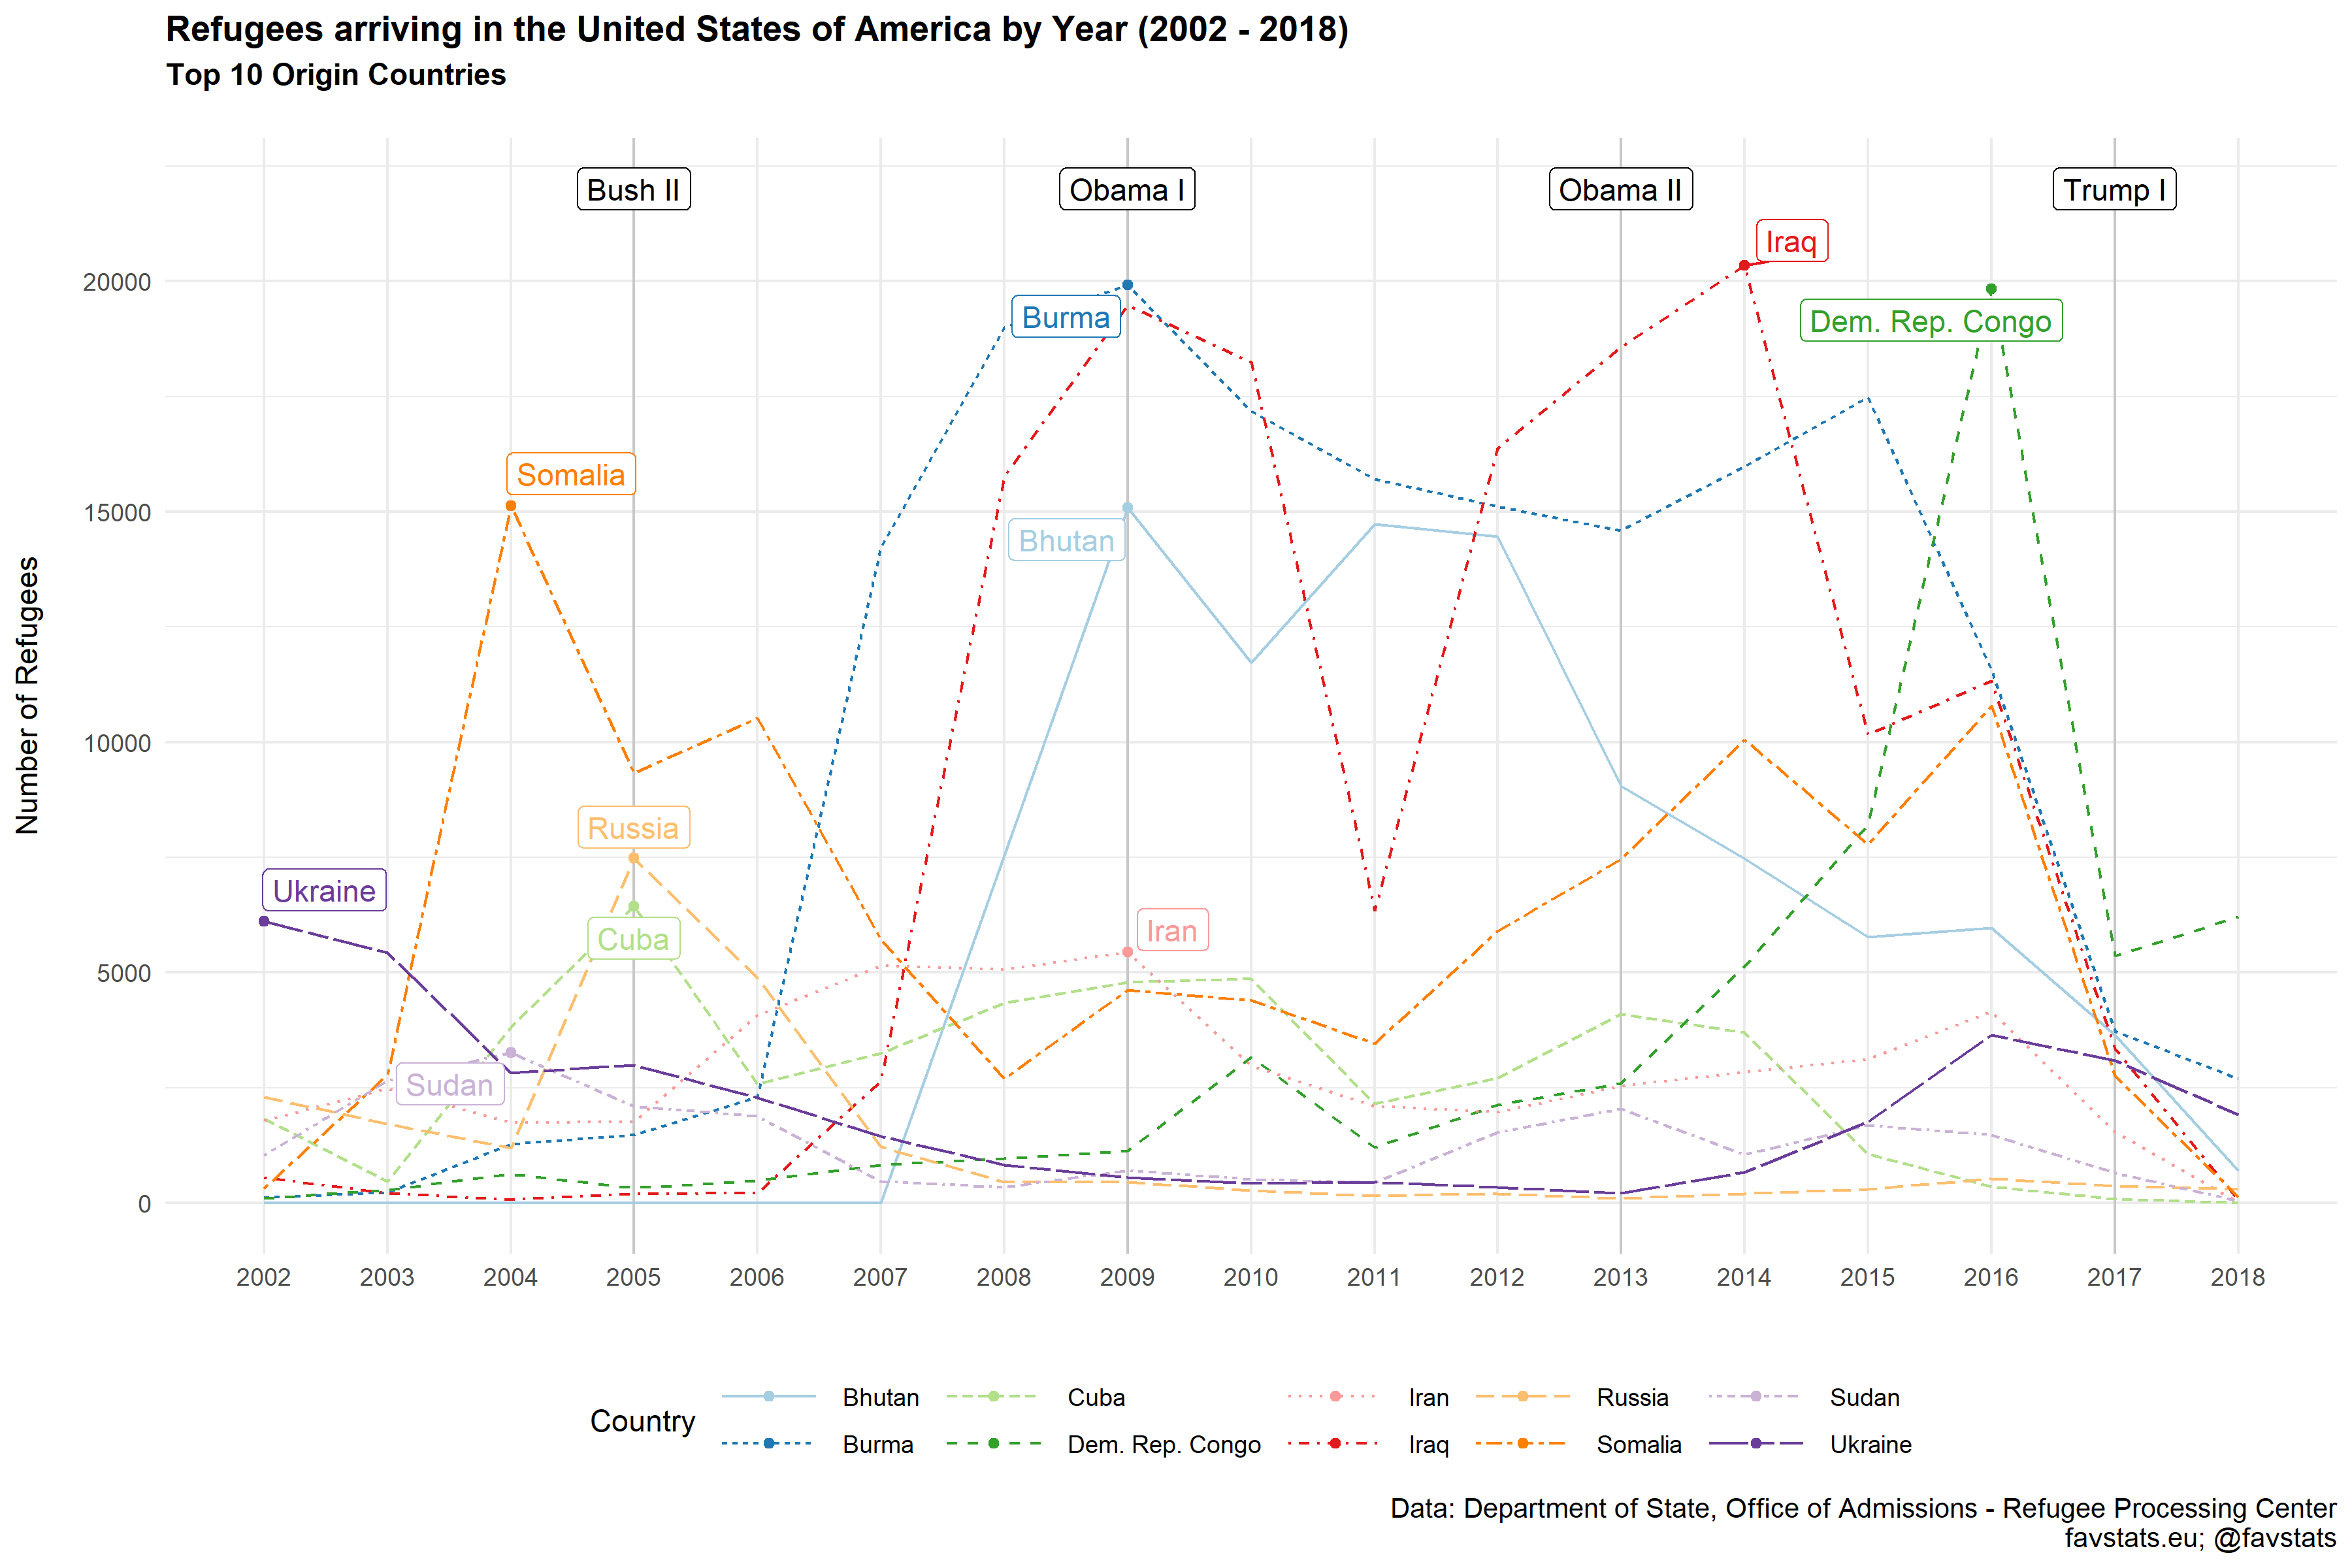 Refugees arriving in the United States of America by Year (2002 - 2018)
Top 10 Origin Countries
Bush II
Obama I
Obama II
Trump I
Iraq
Burma
Dem. Rep. Congo
Somalia
Bhutan
Russia
Ukraine
Cuba
Iran
Sudan
Number of Refugees
20000
15000
10000
5000
0
2002 2003 2004 2005 2006 2007 2008 2009 2010 2011 2012 2013 2014 2015 2016 2017 2018
Country
Bhutan Cuba Iran Russia Sudan
Burma Dem. Rep. Congo Iraq Somalia Ukraine
Data: Department of State, Office of Admissions - Refugee Processing Center
favstats.eu; @favstats